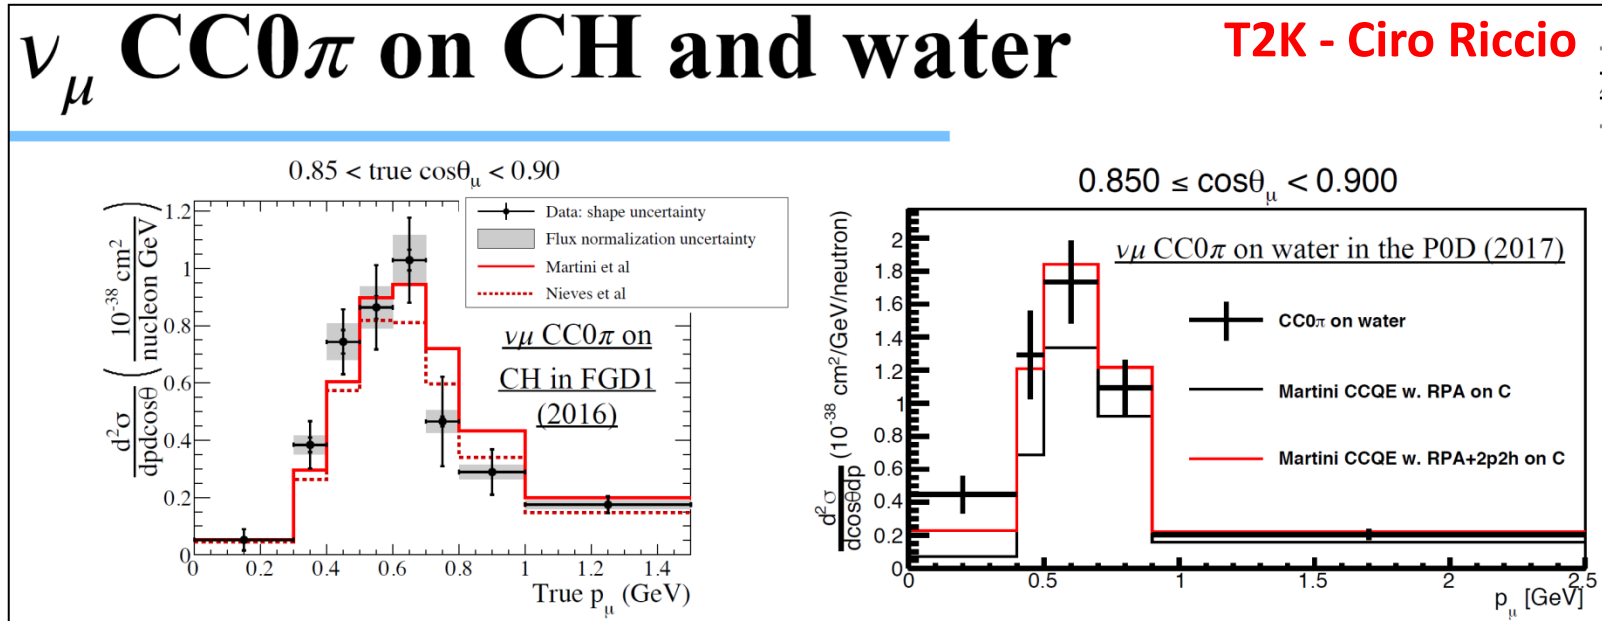 ν_μ CC0π on CH and water
T2K - Ciro Riccio
0.85 < true cosθ_μ < 0.90
d²σ/dpdcosθ (10⁻³⁸ cm²/nucleon GeV)
1.2
1
0.8
0.6
0.4
0.2
0
Data: shape uncertainty
Flux normalization uncertainty
Martini et al
Nieves et al
νμ CC0π on
CH in FGD1
(2016)
0 0.2 0.4 0.6 0.8 1 1.2 1.4
True p_μ (GeV)
0.850 ≤ cosθ_μ < 0.900
d²σ/dcosθdp (10⁻³⁸ cm²/GeV/neutron)
2
1.8
1.6
1.4
1.2
1
0.8
0.6
0.4
0.2
0
νμ CC0π on water in the P0D (2017)
CC0π on water
Martini CCQE w. RPA on C
Martini CCQE w. RPA+2p2h on C
0 0.5 1 1.5 2 2.5
p_μ [GeV]